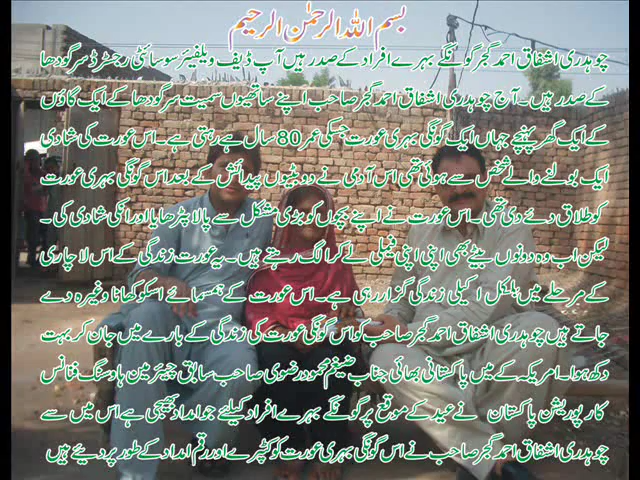 بسم اللہ الرحمٰن الرحیم
چوہدری اشفاق احمد گجر گونگے بہرے افراد کے صدر ہیں آپ ڈیف ویلفیئر سوسائٹی رجسٹرڈ سرگودھا
کے صدر ہیں۔ آج چوہدری اشفاق احمد گجر صاحب اپنے ساتھیوں سمیت سرگودھا کے ایک گاؤں
کے ایک گھر پہنچے جہاں ایک گونگی بہری عورت جسکی عمر 80 سال ہے رہتی ہے۔ اس عورت کی شادی
ایک بولنے والے شخص سے ہوئی تھی اس آدمی نے دو بیٹیوں پیدائش کے بعد اس گونگی بہری عورت
کو طلاق دے دی تھی۔ اس عورت نے اپنے بچوں کو بڑی مشکل سے پالا پڑھایا اور انکی شادی کی۔
لیکن اب وہ دونوں بیٹے بھی اپنی اپنی فیملی لے کر الگ رہتے ہیں۔ یہ عورت زندگی کے اس لاچاری
کے مرحلے میں بالکل اکیلی زندگی گزار رہی ہے۔ اس عورت کے ہمسائے اسکو کھانا وغیرہ دے
جاتے ہیں چوہدری اشفاق احمد گجر صاحب کو اس گونگی عورت کی زندگی کے بارے میں جان کر بہت
دکھ ہوا۔ امریکہ کے میں پاکستانی بھائی جناب ضیغم محمود رضوی صاحب سابق چیئرمین ہاؤسنگ فنانس
کارپوریشن پاکستان نے عید کے موقع پر گونگے بہرے افراد کیلئے جو امداد بھیجی ہے اس میں سے
چوہدری اشفاق احمد گجر صاحب نے اس گونگی بہری عورت کو کپڑے اور رقم امداد کے طور پر دیئے ہیں